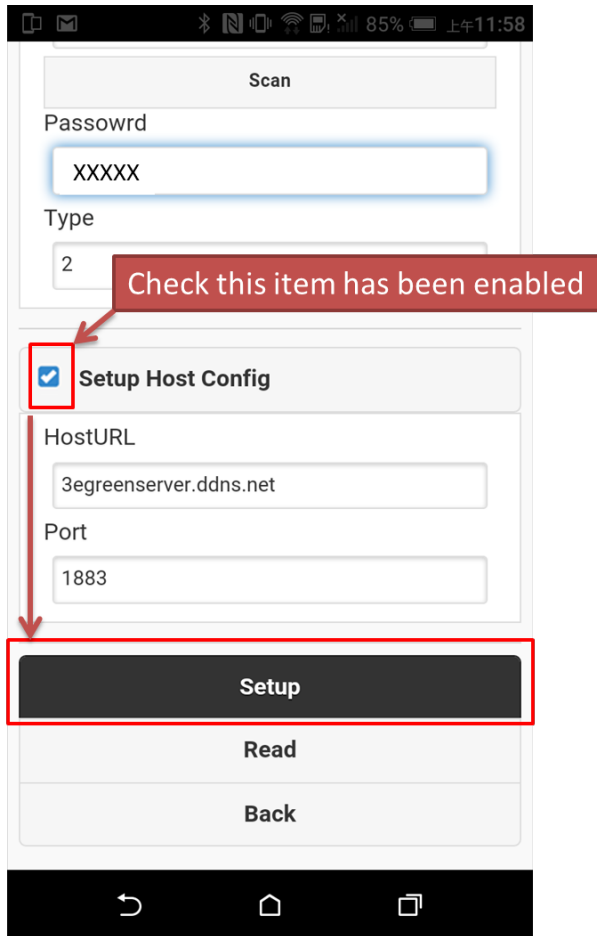 85% 上午11:58
Scan
Passowrd
XXXXX
Type
2
Check this item has been enabled
Setup Host Config
HostURL
3egreenserver.ddns.net
Port
1883
Setup
Read
Back